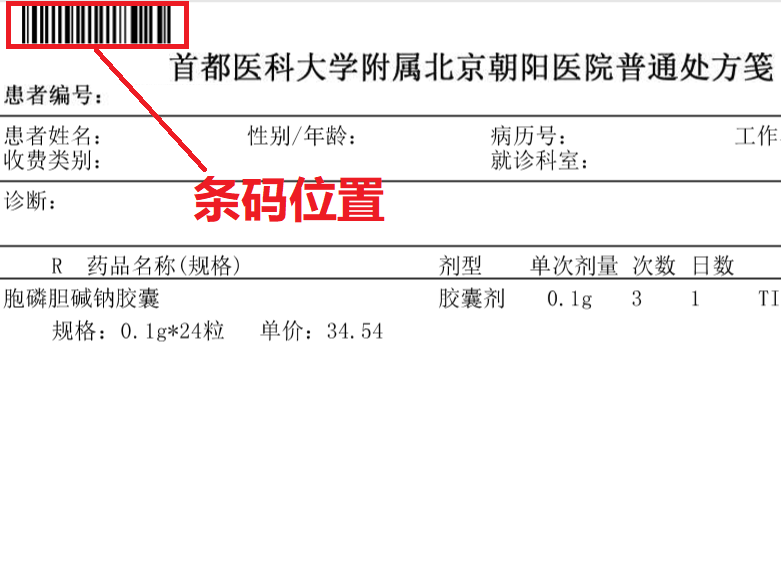 首都医科大学附属北京朝阳医院普通处方笺
患者编号:
患者姓名: 性别/年龄: 病历号: 工作
收费类别: 就诊科室:
条码位置
诊断:
R 药品名称(规格) 剂型 单次剂量 次数 日数
胞磷胆碱钠胶囊 胶囊剂 0.1g 3 1 TI
规格: 0.1g*24粒 单价: 34.54